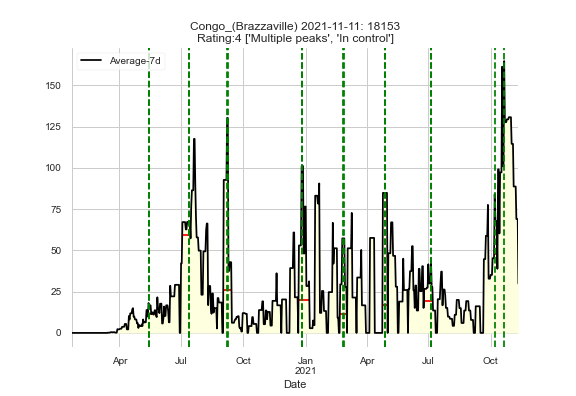 Congo_(Brazzaville) 2021-11-11: 18153
Rating:4 ['Multiple peaks', 'In control']
Average-7d
150
125
100
75
50
25
0
Apr
Jul
Oct
Jan
2021
Apr
Jul
Oct
Date